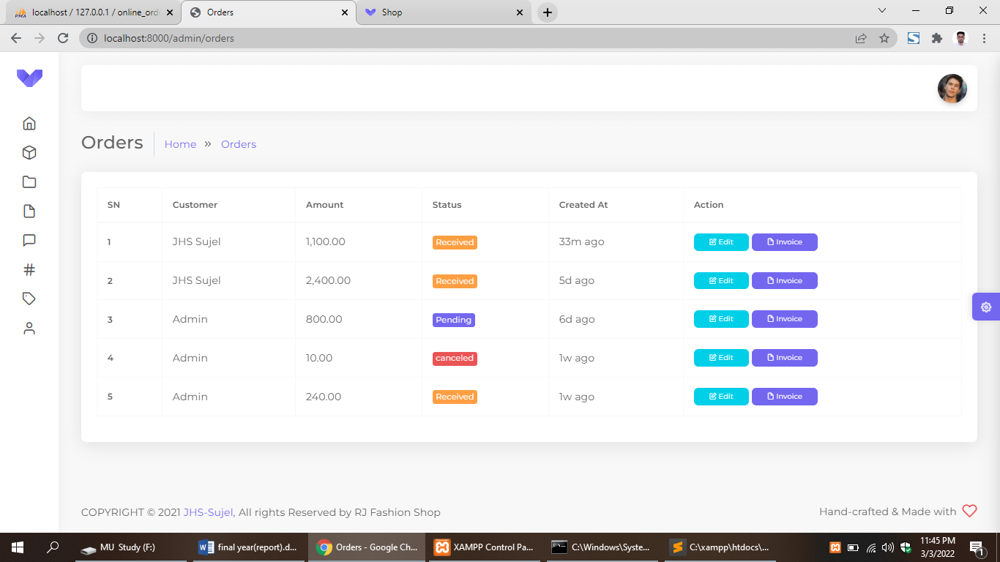 localhost / 127.0.0.1 / online_ord
Orders
Shop
localhost:8000/admin/orders
Orders Home » Orders
SN Customer Amount Status Created At Action
1 JHS Sujel 1,100.00 Received 33m ago Edit Invoice
2 JHS Sujel 2,400.00 Received 5d ago Edit Invoice
3 Admin 800.00 Pending 6d ago Edit Invoice
4 Admin 10.00 canceled 1w ago Edit Invoice
5 Admin 240.00 Received 1w ago Edit Invoice
COPYRIGHT © 2021 JHS-Sujel, All rights Reserved by RJ Fashion Shop
Hand-crafted & Made with
MU Study (F:)
final year(report).d...
Orders - Google Ch...
XAMPP Control Pa...
C:\Windows\Syste...
C:\xampp\htdocs\...
11:45 PM
3/3/2022
1